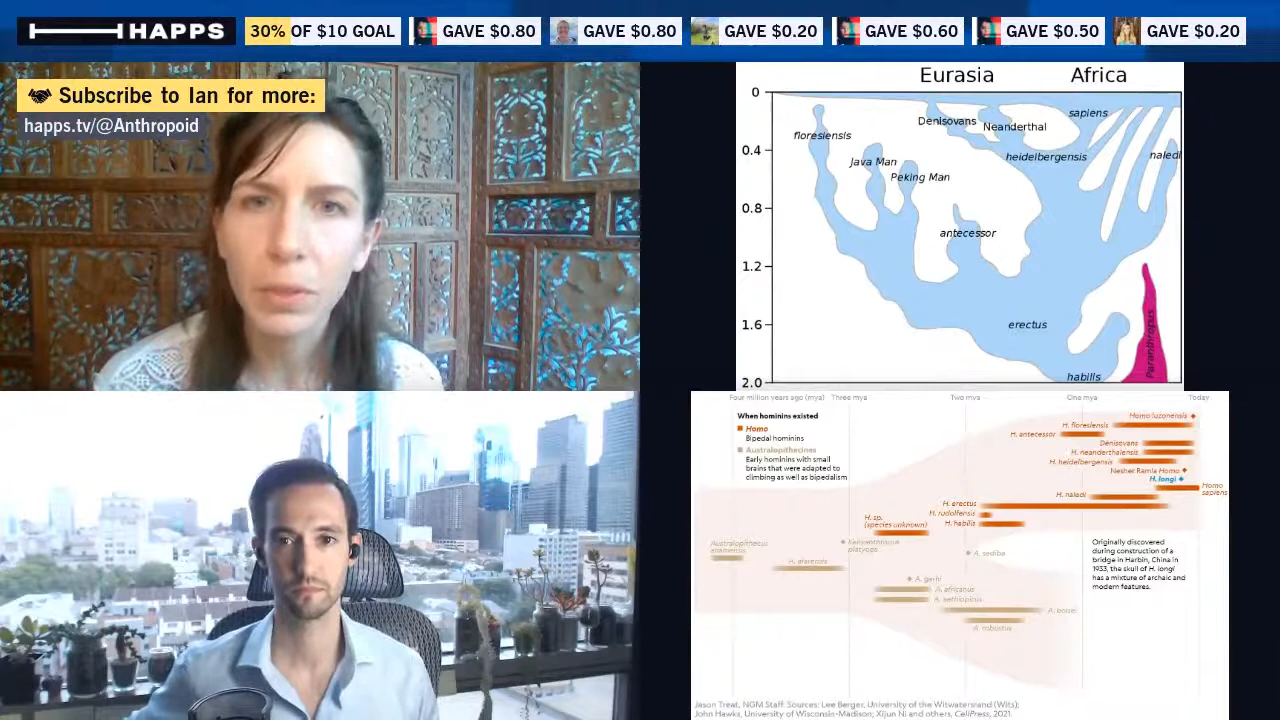 HAPPS
30% OF $10 GOAL
GAVE $0.80
GAVE $0.80
GAVE $0.20
GAVE $0.60
GAVE $0.50
GAVE $0.20
Subscribe to Ian for more:
happs.tv/@Anthropoid
Eurasia Africa
0
0.4
0.8
1.2
1.6
2.0
floresiensis
Java Man
Peking Man
Denisovans
Neanderthal
sapiens
heidelbergensis
naledi
antecessor
erectus
habilis
Paranthropus
Four million years ago (mya) Three mya Two mya One mya Today
When hominins existed
Homo
Bipedal hominins
Australopithecines
Early hominins with small
brains that were adapted to
climbing as well as bipedalism
Homo luzonensis
H. floresiensis
H. antecessor
Denisovans
H. neanderthalensis
H. heidelbergensis
Nesher Ramla Homo
H. longi
Homo
sapiens
H. naledi
H. erectus
H. rudolfensis
H. habilis
H. sp.
(species unknown)
Australopithecus
anamensis
Kenyanthropus
platyops
A. afarensis
A. sediba
A. garhi
A. africanus
A. aethiopicus
A. boisei
A. robustus
Originally discovered
during construction of a
bridge in Harbin, China in
1933, the skull of H. longi
has a mixture of archaic and
modern features.
Jason Treat, NGM Staff. Sources: Lee Berger, University of the Witwatersrand (Wits);
John Hawks, University of Wisconsin-Madison; Xijun Ni and others, CellPress, 2021.